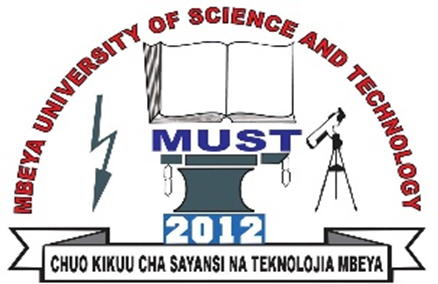 MBEYA UNIVERSITY OF SCIENCE AND TECHNOLOGY
MUST
2012
CHUO KIKUU CHA SAYANSI NA TEKNOLOJIA MBEYA